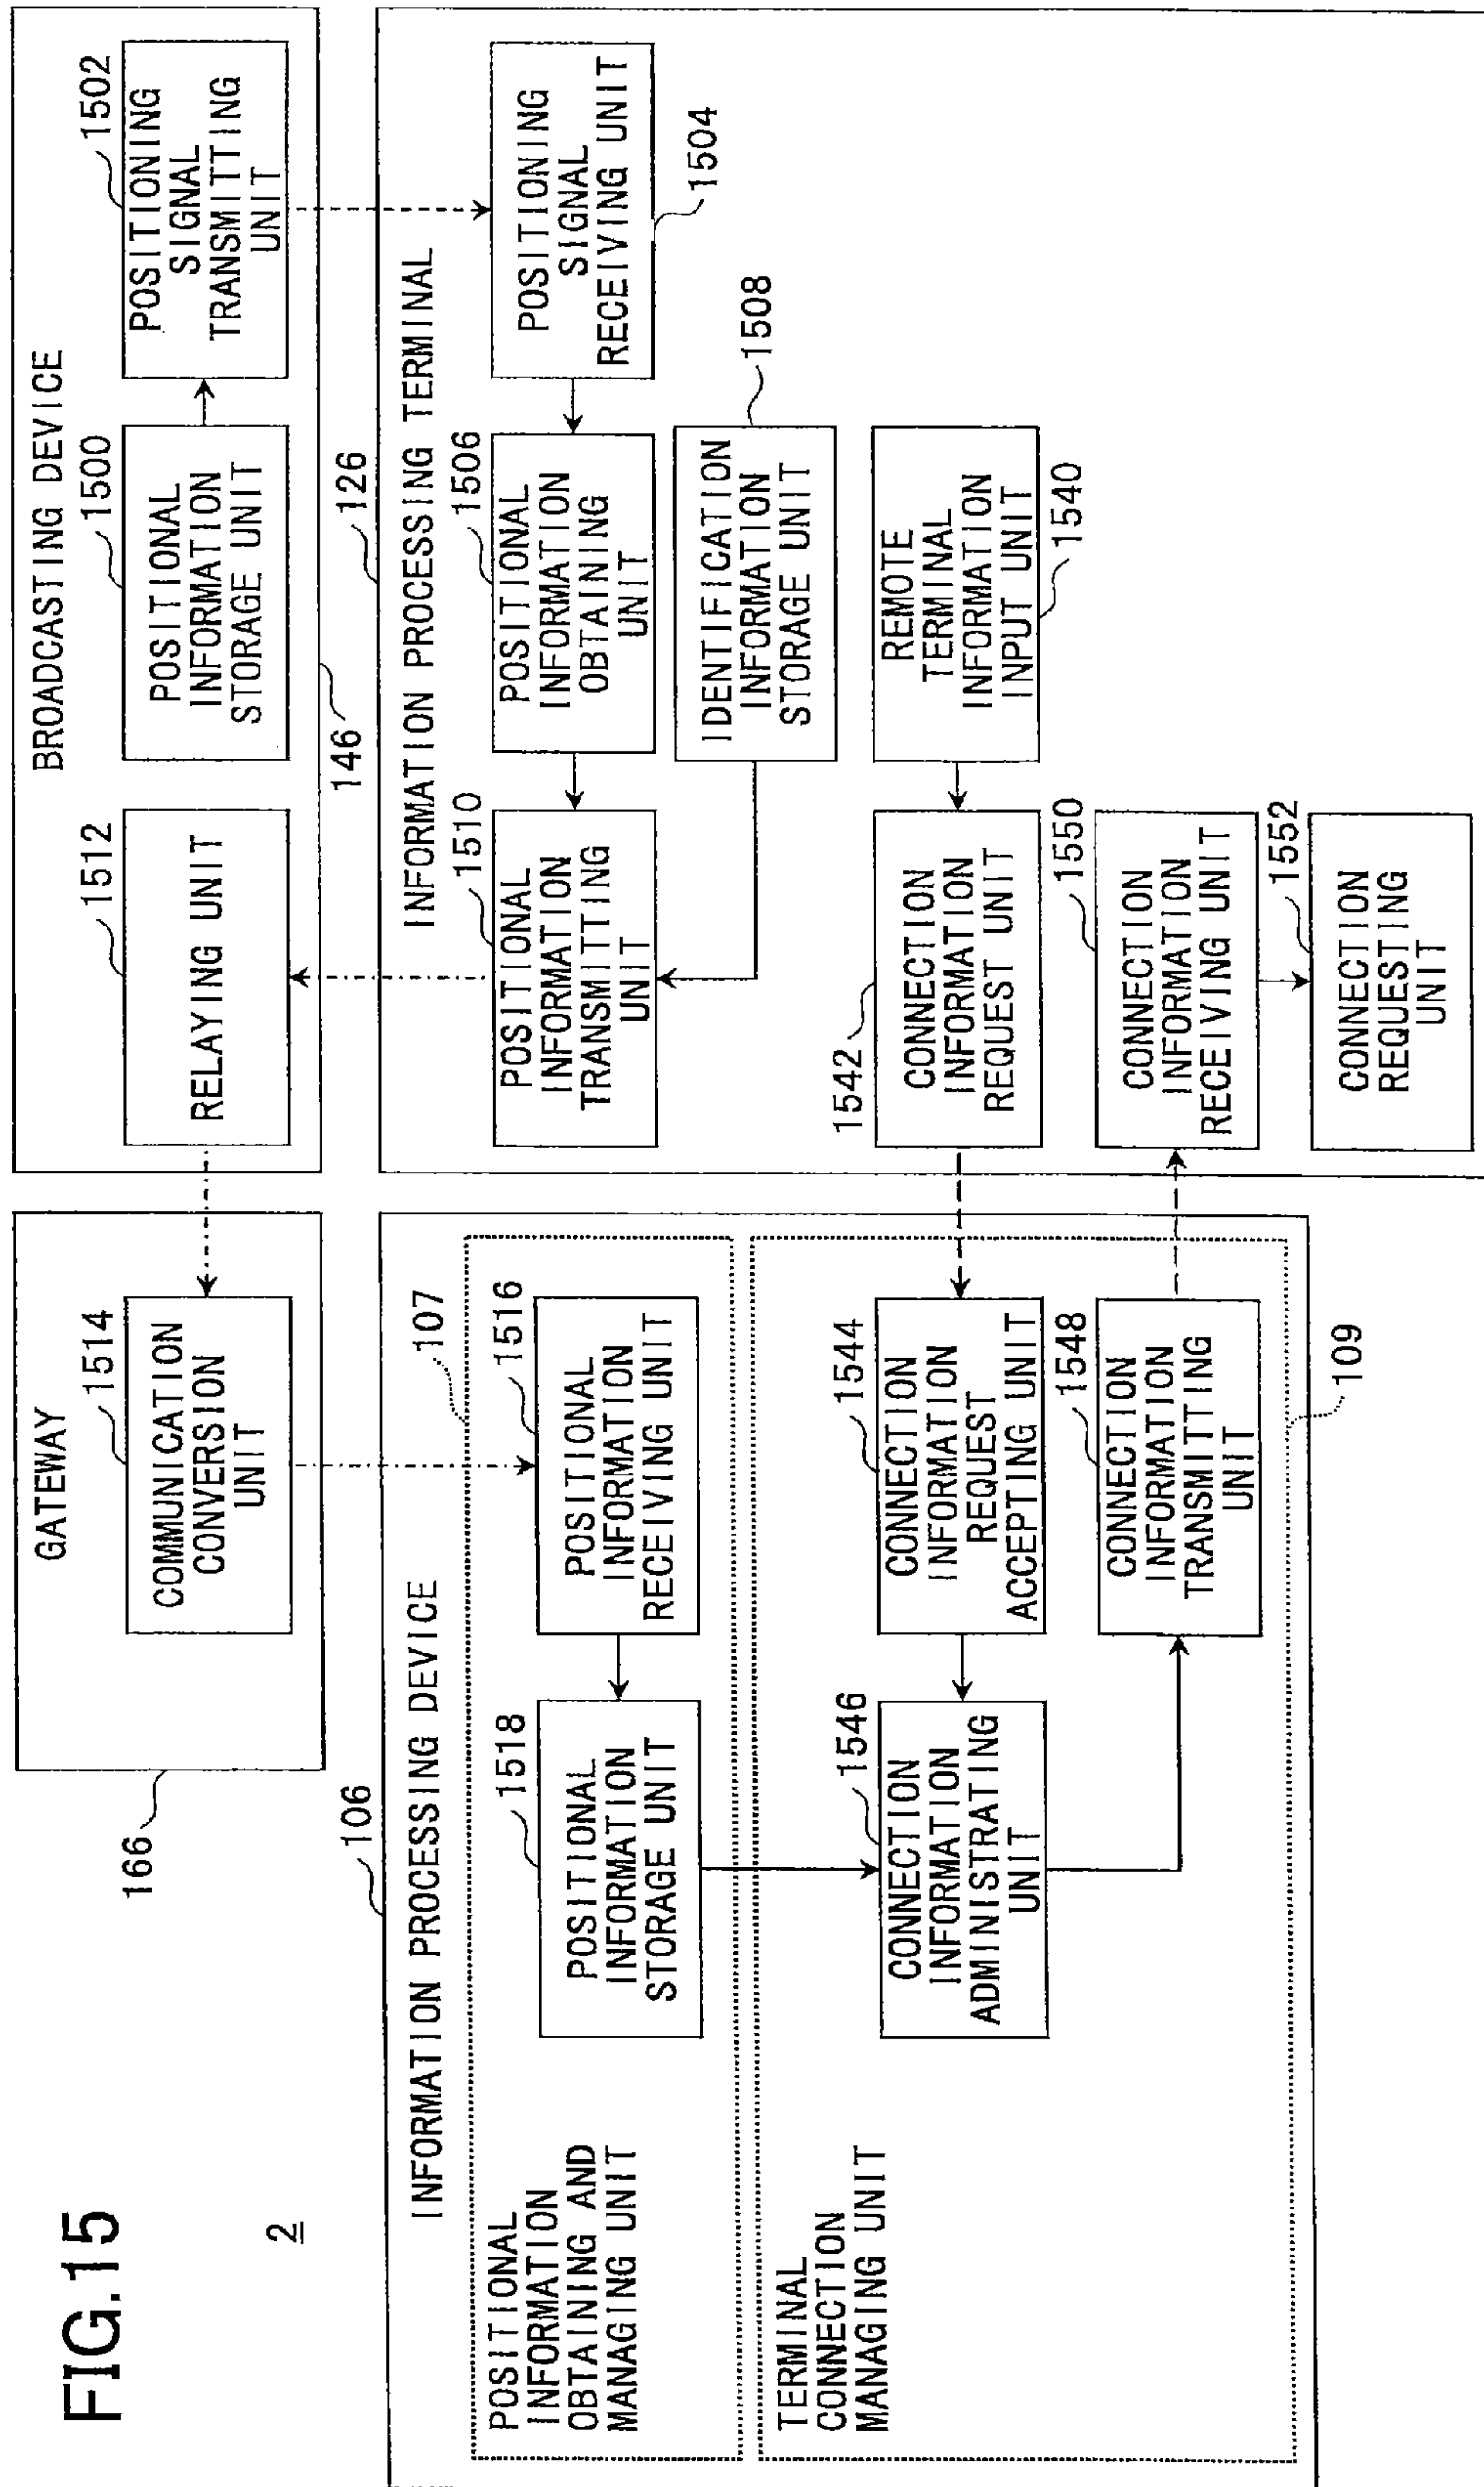 FIG.15
2
166
GATEWAY
1514
COMMUNICATION
CONVERSION
UNIT
BROADCASTING DEVICE
1512
RELAYING UNIT
1500
POSITIONAL
INFORMATION
STORAGE UNIT
1502
POSITIONING
SIGNAL
TRANSMITTING
UNIT
146
106
INFORMATION PROCESSING DEVICE
107
POSITIONAL
INFORMATION
OBTAINING AND
MANAGING UNIT
1518
POSITIONAL
INFORMATION
STORAGE UNIT
1516
POSITIONAL
INFORMATION
RECEIVING UNIT
TERMINAL
CONNECTION
MANAGING UNIT
1546
CONNECTION
INFORMATION
ADMINISTRATING
UNIT
1544
CONNECTION
INFORMATION
REQUEST
ACCEPTING UNIT
1548
CONNECTION
INFORMATION
TRANSMITTING
UNIT
109
126
INFORMATION PROCESSING TERMINAL
1510
POSITIONAL
INFORMATION
TRANSMITTING
UNIT
1506
POSITIONAL
INFORMATION
OBTAINING
UNIT
POSITIONING
SIGNAL
RECEIVING UNIT
1504
1508
IDENTIFICATION
INFORMATION
STORAGE UNIT
1542
CONNECTION
INFORMATION
REQUEST UNIT
REMOTE
TERMINAL
INFORMATION
INPUT UNIT
1540
1550
CONNECTION
INFORMATION
RECEIVING UNIT
1552
CONNECTION
REQUESTING
UNIT